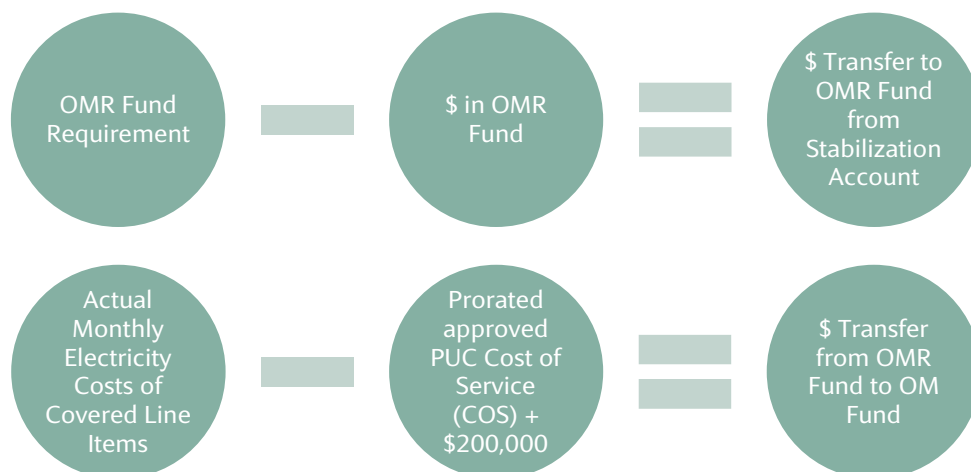 OMR Fund
Requirement
$ in OMR
Fund
$ Transfer to
OMR Fund
from
Stabilization
Account
Actual
Monthly
Electricity
Costs of
Covered Line
Items
Prorated
approved
PUC Cost of
Service
(COS) +
$200,000
$ Transfer
from OMR
Fund to OM
Fund